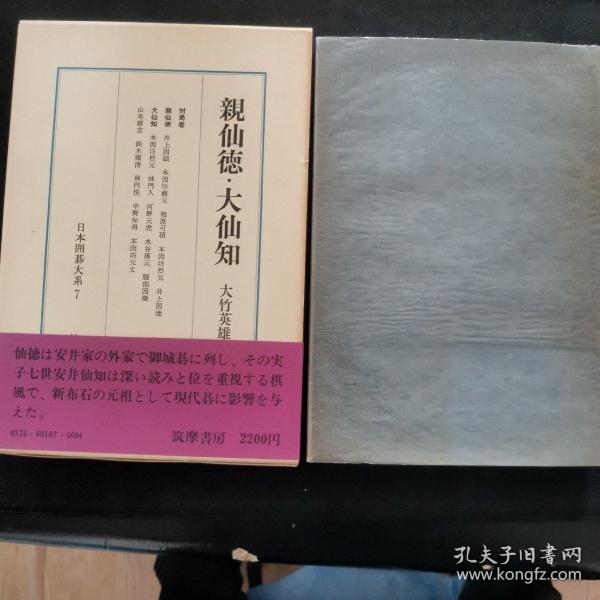 親仙徳・大仙知
大竹英雄
対局者
親仙徳 井上因碩 本因坊察元 相原可碩 本因坊烈元 井上因達
大仙知 本因坊烈元 林門入 河野元虎 水谷琢元 服部因徹
山本源吉 鈴木順清 林門悦 中野知得 本因坊元丈
日本囲碁大系 7
仙徳は安井家の外家で御城碁に列し、その実
子七世安井仙知は深い読みと位を重視する棋
風で、新布石の元祖として現代碁に影響を与
えた。
0376-69107-4604
筑摩書房 2200円
孔夫子旧书网
www.kongfz.com